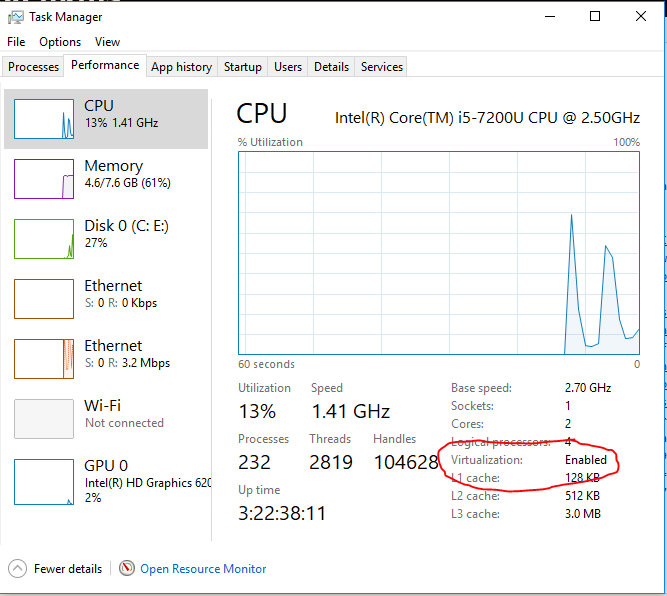 Task Manager
File Options View
Processes Performance App history Startup Users Details Services
CPU
13% 1.41 GHz
Memory
4.6/7.6 GB (61%)
Disk 0 (C: E:)
27%
Ethernet
S: 0 R: 0 Kbps
Ethernet
S: 0 R: 3.2 Mbps
Wi-Fi
Not connected
GPU 0
Intel(R) HD Graphics 620
2%
CPU Intel(R) Core(TM) i5-7200U CPU @ 2.50GHz
% Utilization 100%
60 seconds 0
Utilization Speed
13% 1.41 GHz
Processes Threads Handles
232 2819 104628
Up time
3:22:38:11
Base speed: 2.70 GHz
Sockets: 1
Cores: 2
Logical processors: 4
Virtualization: Enabled
L1 cache: 128 KB
L2 cache: 512 KB
L3 cache: 3.0 MB
Fewer details Open Resource Monitor